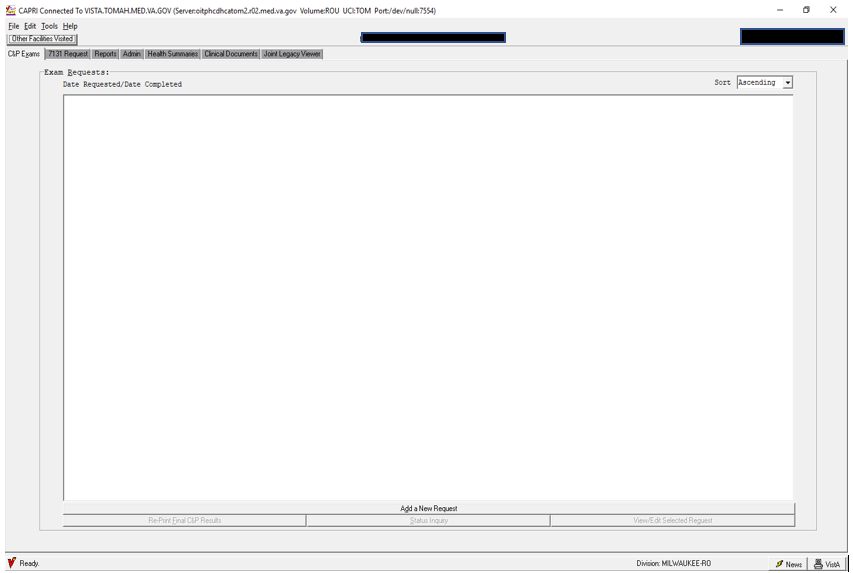 CAPRI Connected To VISTA.TOMAH.MED.VA.GOV (Server:oitphcdhcatom2.r02.med.va.gov Volume:ROU UCI:TOM Port:/dev/null:7554)
File Edit Tools Help
Other Facilities Visited
C&P Exams 7131 Request Reports Admin Health Summaries Clinical Documents Joint Legacy Viewer
Exam Requests:
Date Requested/Date Completed
Sort Ascending
Add a New Request
Re-Print Final C&P Results Status Inquiry View/Edit Selected Request
Ready. Division: MILWAUKEE-RO News VistA